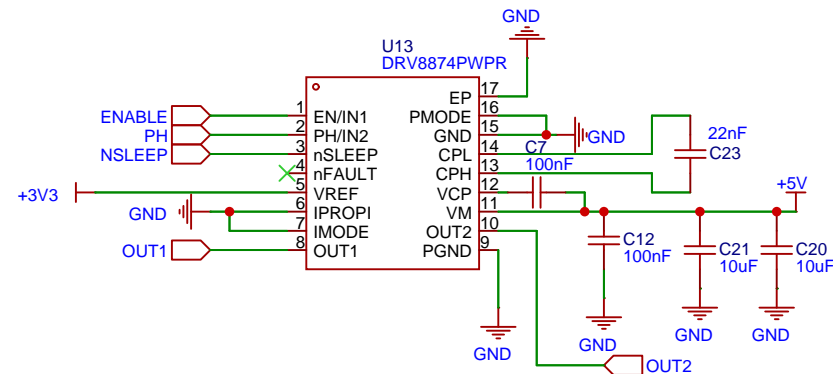 GND
U13
DRV8874PWPR
17
EP
ENABLE 1 EN/IN1 PMODE 16
PH 2 PH/IN2 GND 15 GND
NSLEEP 3 nSLEEP CPL 14
4 nFAULT CPH 13
+3V3 5 VREF VCP 12
GND 6 IPROPI VM 11
7 IMODE OUT2 10
OUT1 8 OUT1 PGND 9
C7
100nF
22nF
C23
+5V
C12
100nF
C21
10uF
C20
10uF
GND
GND
GND
GND
OUT2